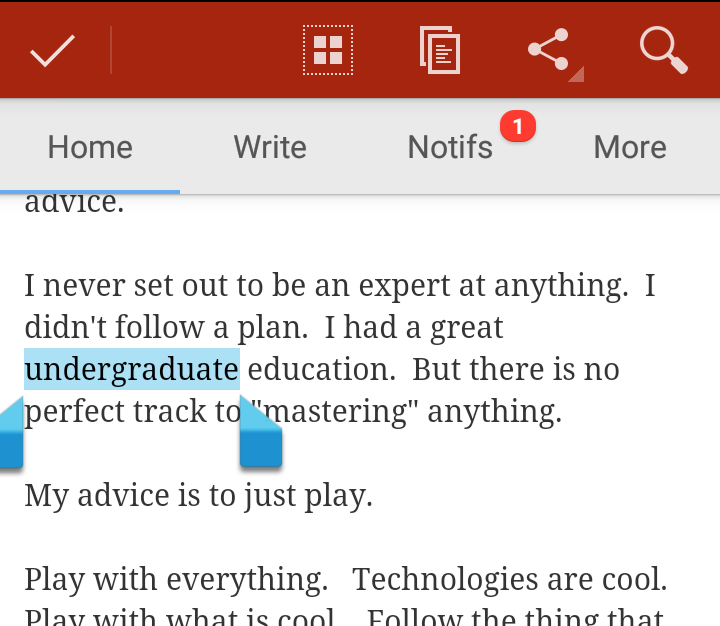 Home Write Notifs 1 More
advice.
I never set out to be an expert at anything.  I
didn't follow a plan.  I had a great
undergraduate education.  But there is no
perfect track to "mastering" anything.
My advice is to just play.
Play with everything.   Technologies are cool.
Play with what is cool.   Follow the thing that